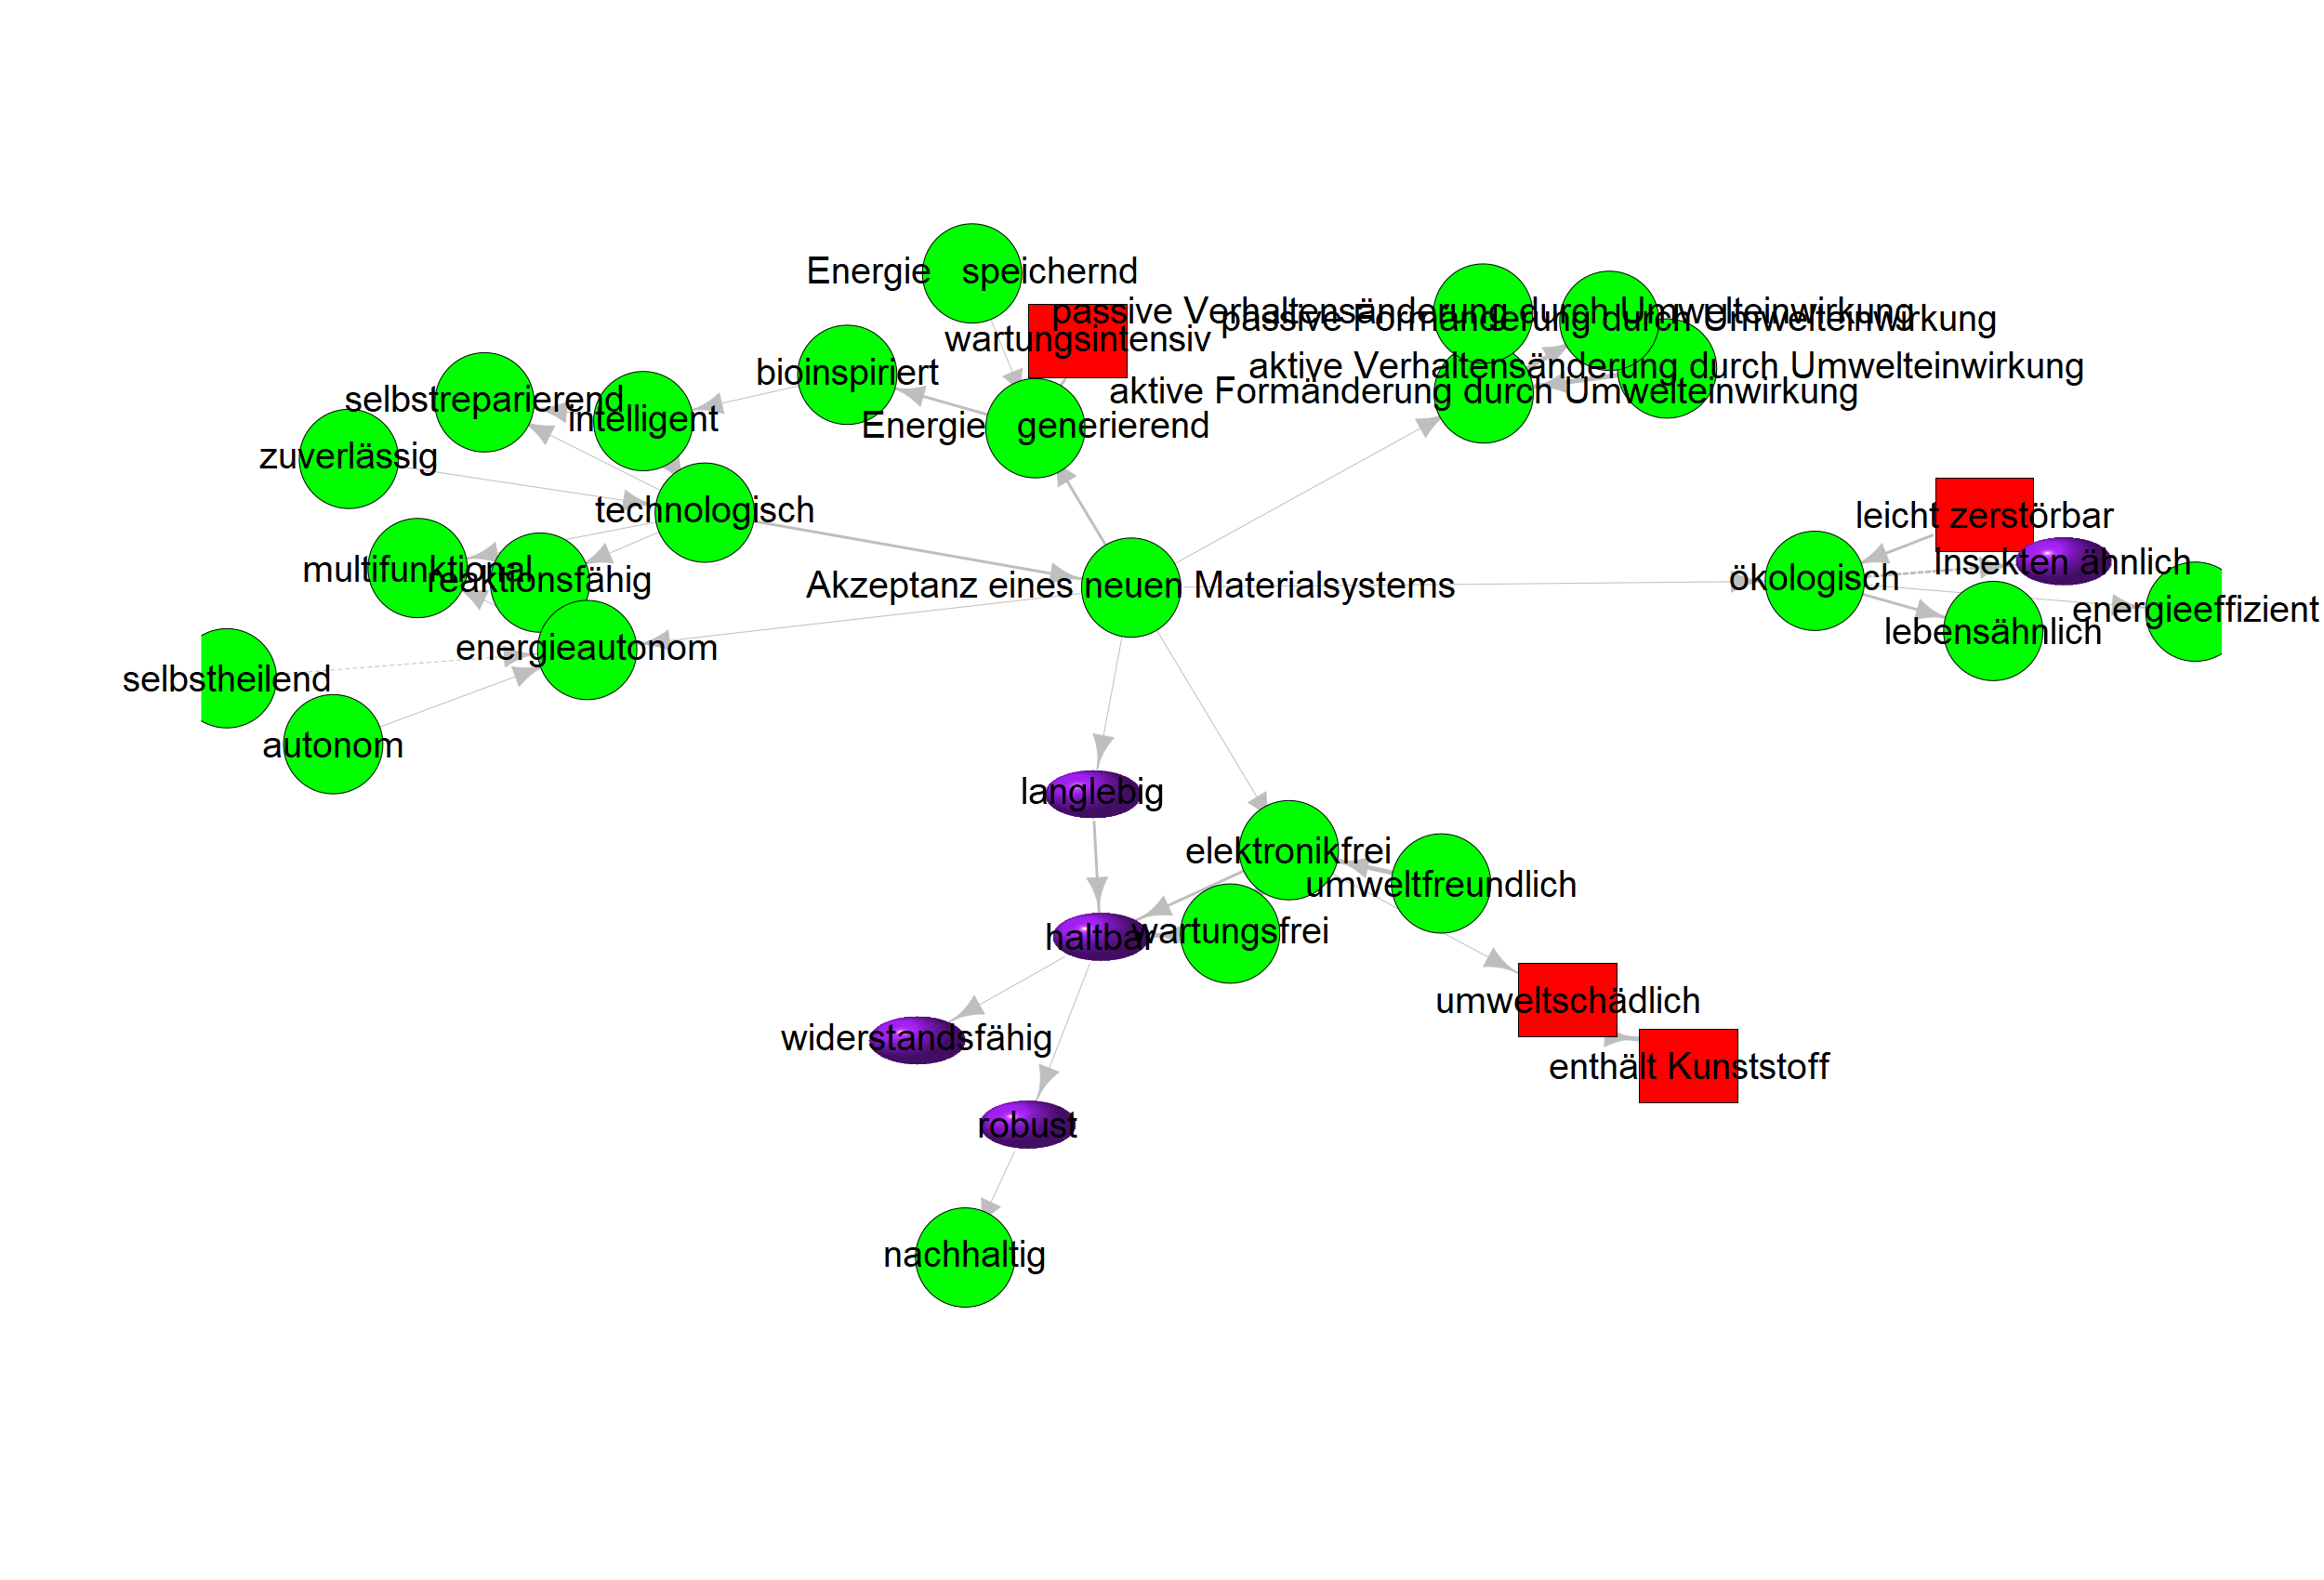 Energie speichernd
passive Verhaltensänderung durch Umwelteinwirkung
passive Formänderung durch Umwelteinwirkung
wartungsintensiv
aktive Verhaltensänderung durch Umwelteinwirkung
bioinspiriert
aktive Formänderung durch Umwelteinwirkung
selbstreparierend
intelligent
Energie generierend
zuverlässig
technologisch
leicht zerstörbar
Insekten ähnlich
multifunktional
reaktionsfähig
Akzeptanz eines neuen Materialsystems
ökologisch
energieeffizient
lebensähnlich
energieautonom
selbstheilend
autonom
langlebig
elektronikfrei
umweltfreundlich
haltbar
wartungsfrei
umweltschädlich
widerstandsfähig
enthält Kunststoff
robust
nachhaltig